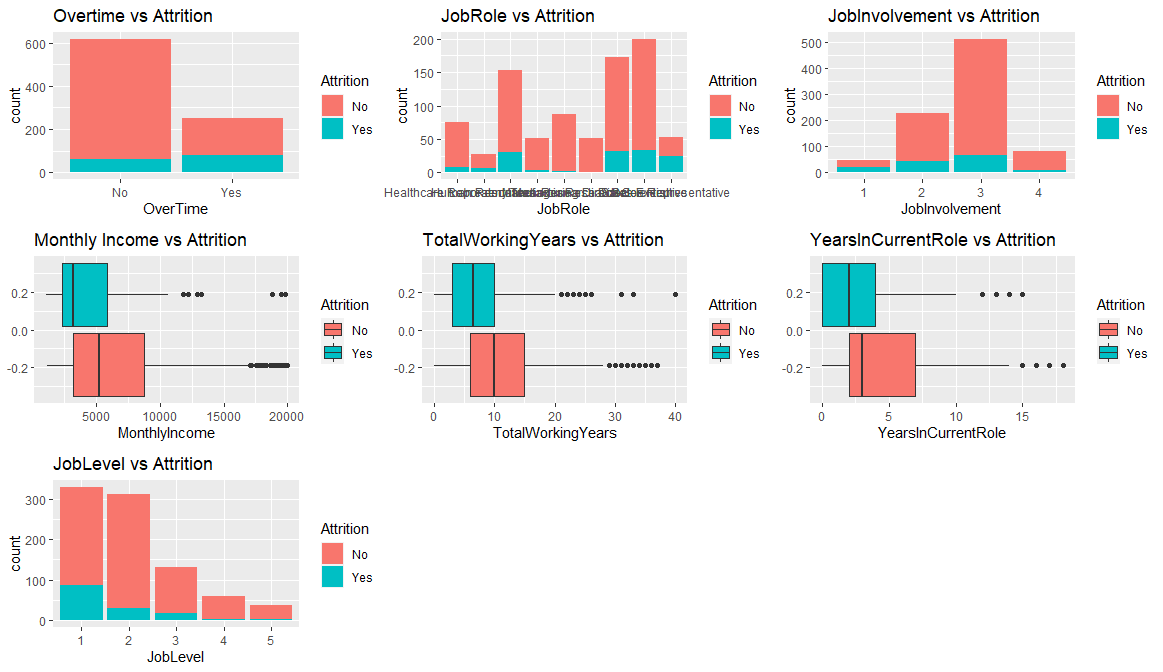 Overtime vs Attrition
600
400
200
0
count
No
Yes
OverTime
Attrition
No
Yes
JobRole vs Attrition
200
150
100
50
0
count
JobRole
Attrition
No
Yes
JobInvolvement vs Attrition
500
400
300
200
100
0
count
1 2 3 4
JobInvolvement
Attrition
No
Yes
Monthly Income vs Attrition
0.2
0.0
-0.2
5000 10000 15000 20000
MonthlyIncome
Attrition
No
Yes
TotalWorkingYears vs Attrition
0.2
0.0
-0.2
0 10 20 30 40
TotalWorkingYears
Attrition
No
Yes
YearsInCurrentRole vs Attrition
0.2
0.0
-0.2
0 5 10 15
YearsInCurrentRole
Attrition
No
Yes
JobLevel vs Attrition
300
200
100
0
count
1 2 3 4 5
JobLevel
Attrition
No
Yes